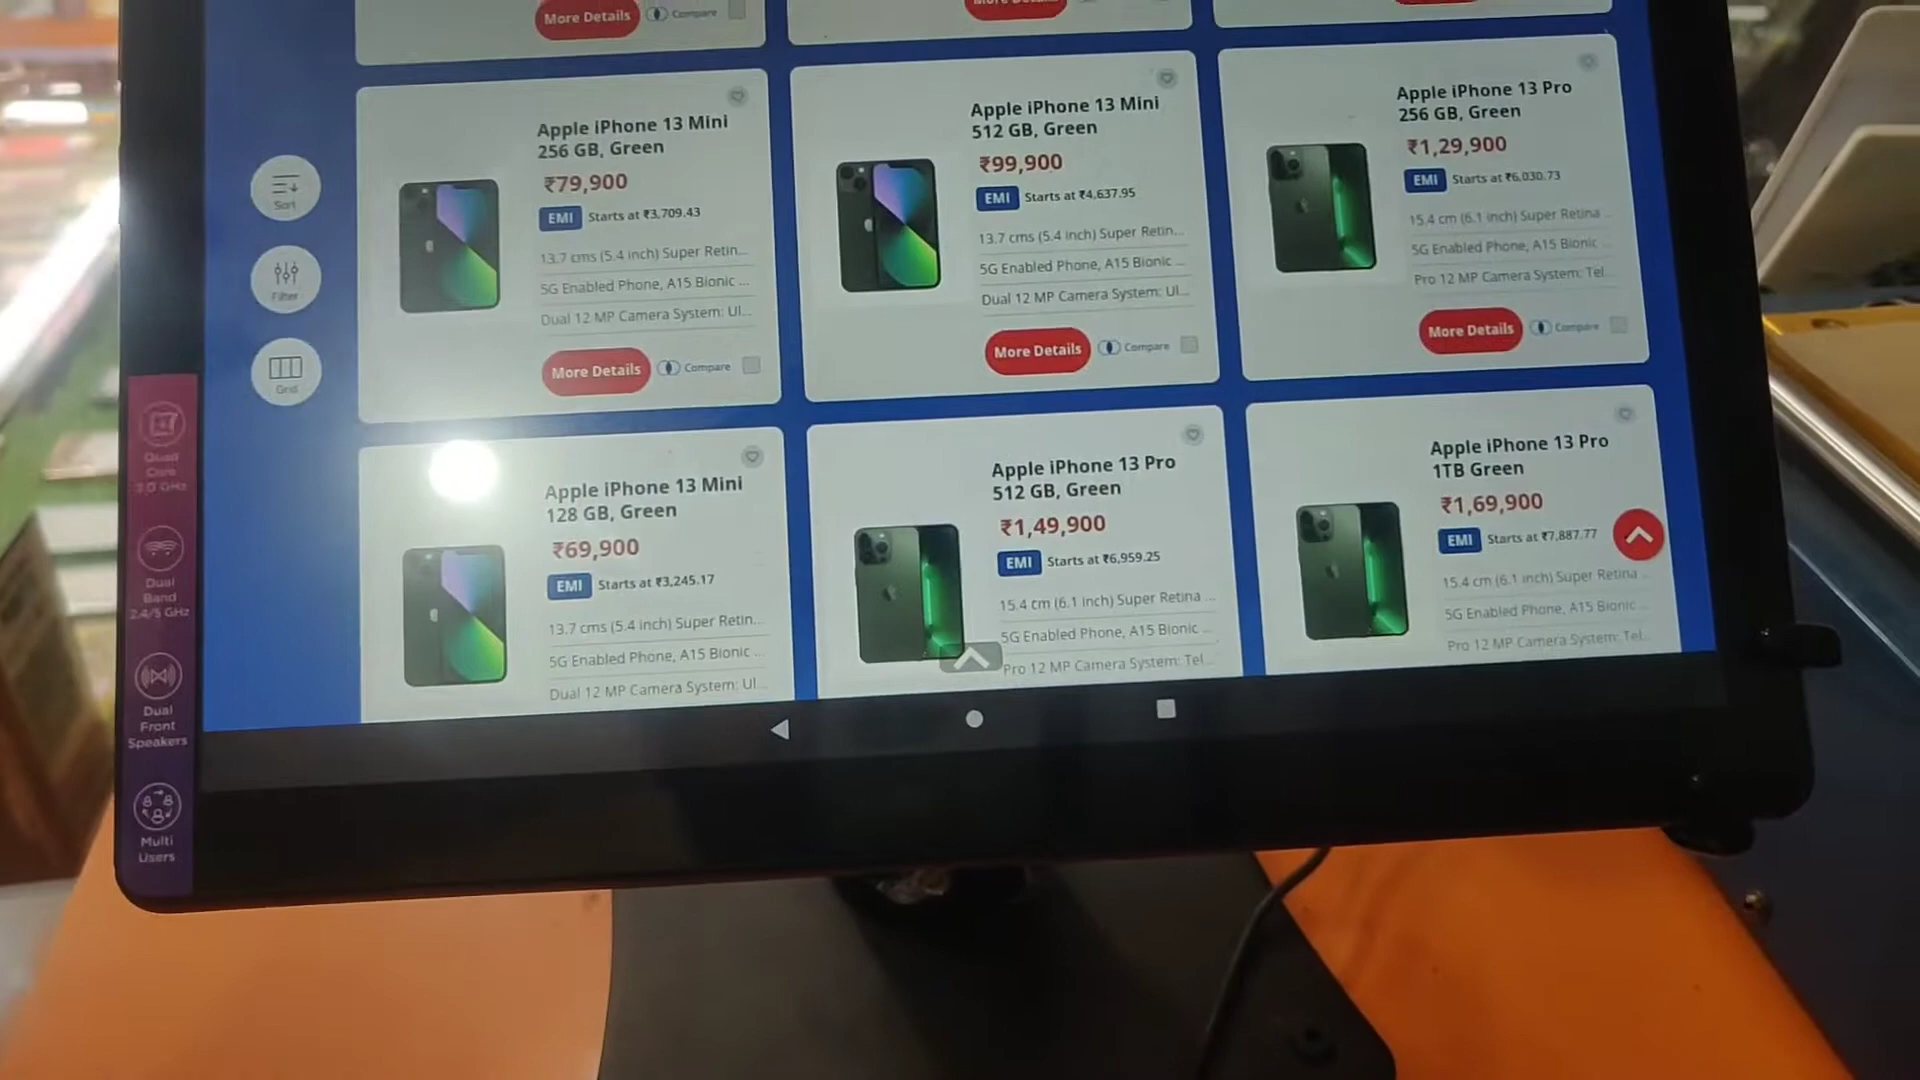 More Details
Compare
More Details
Apple iPhone 13 Mini
256 GB, Green
₹79,900
EMI Starts at ₹3,709.43
13.7 cms (5.4 inch) Super Retin...
5G Enabled Phone, A15 Bionic ...
Dual 12 MP Camera System: Ul...
More Details
Compare
Apple iPhone 13 Mini
512 GB, Green
₹99,900
EMI Starts at ₹4,637.95
13.7 cms (5.4 inch) Super Retin...
5G Enabled Phone, A15 Bionic ...
Dual 12 MP Camera System: Ul...
More Details
Compare
Apple iPhone 13 Pro
256 GB, Green
₹1,29,900
EMI Starts at ₹6,030.73
15.4 cm (6.1 inch) Super Retina ...
5G Enabled Phone, A15 Bionic ...
Pro 12 MP Camera System: Tel...
More Details
Compare
Sort
Filter
Grid
Apple iPhone 13 Mini
128 GB, Green
₹69,900
EMI Starts at ₹3,245.17
13.7 cms (5.4 inch) Super Retin...
5G Enabled Phone, A15 Bionic ...
Dual 12 MP Camera System: Ul...
Apple iPhone 13 Pro
512 GB, Green
₹1,49,900
EMI Starts at ₹6,959.25
15.4 cm (6.1 inch) Super Retina ...
5G Enabled Phone, A15 Bionic ...
Pro 12 MP Camera System: Tel...
Apple iPhone 13 Pro
1TB Green
₹1,69,900
EMI Starts at ₹7,887.77
15.4 cm (6.1 inch) Super Retina ...
5G Enabled Phone, A15 Bionic ...
Pro 12 MP Camera System: Tel...
Quad
Core
2.0 GHz
Dual
Band
2.4/5 GHz
Dual
Front
Speakers
Multi
Users